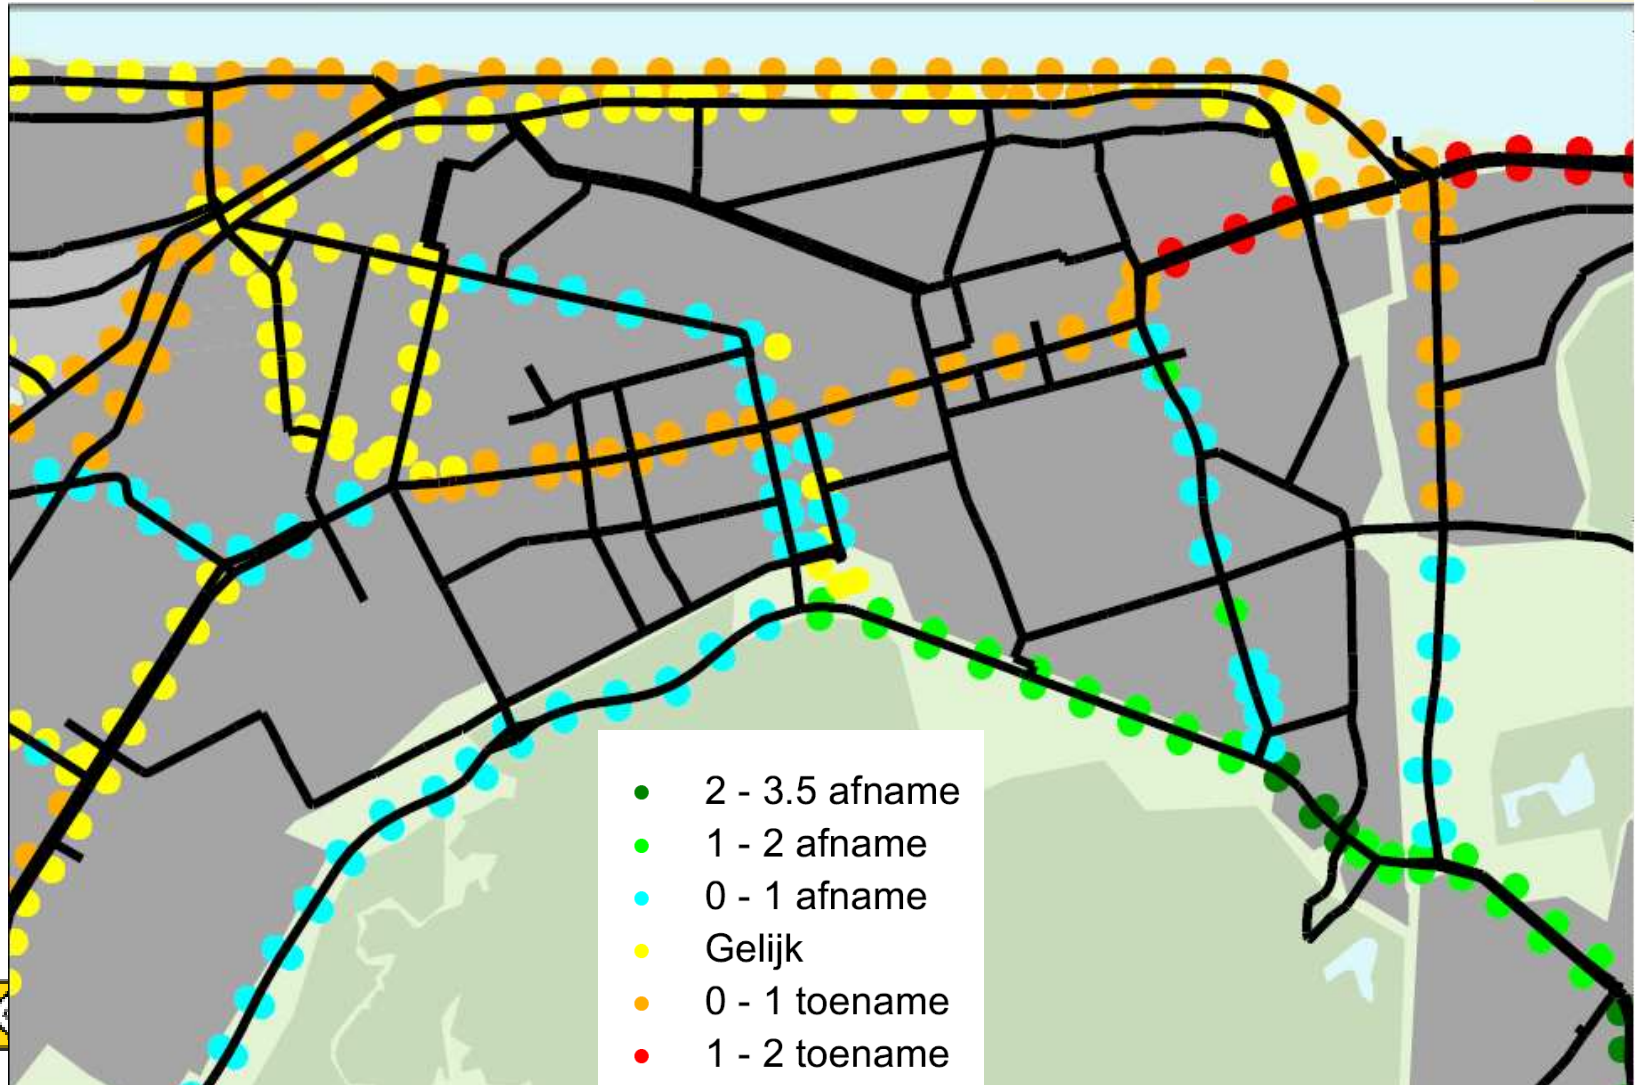 2 - 3.5 afname
1 - 2 afname
0 - 1 afname
Gelijk
0 - 1 toename
1 - 2 toename